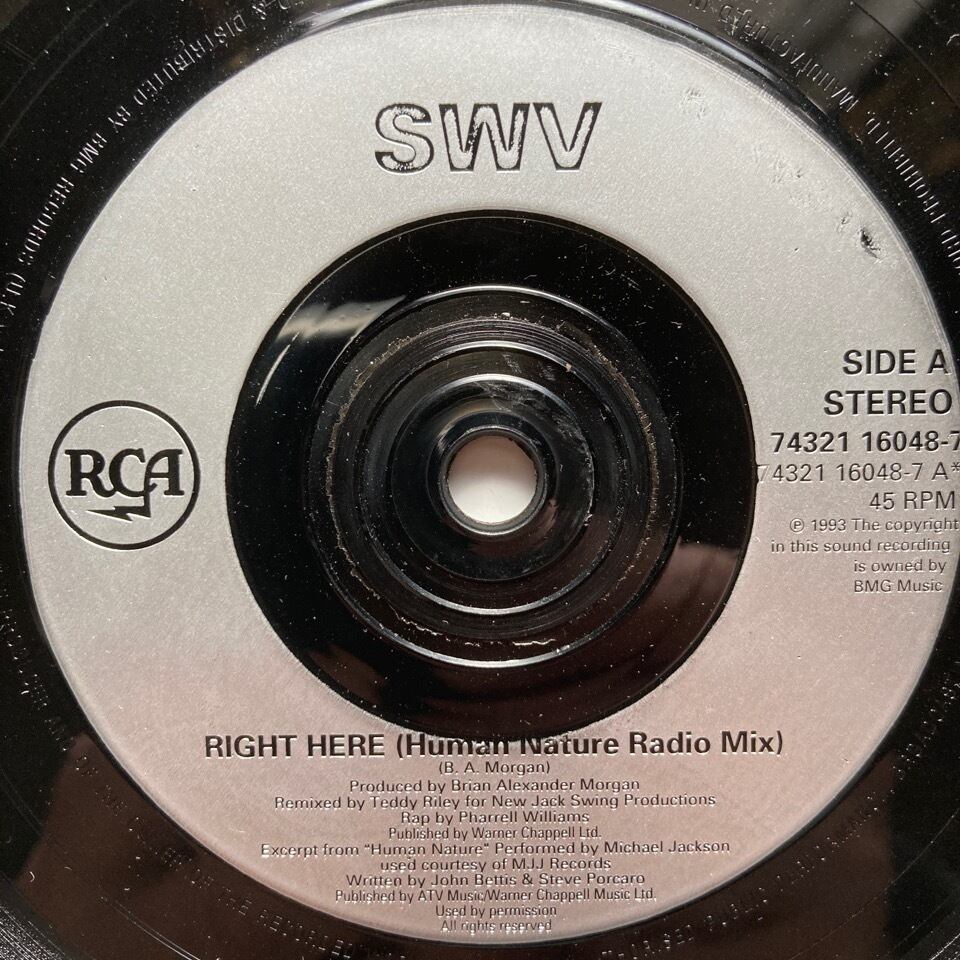 SWV
RCA
SIDE A
STEREO
74321 16048-7
74321 16048-7 A*
45 RPM
℗ 1993 The copyright
in this sound recording
is owned by
BMG Music
RIGHT HERE (Human Nature Radio Mix)
(B. A. Morgan)
Produced by Brian Alexander Morgan
Remixed by Teddy Riley for New Jack Swing Productions
Rap by Pharrell Williams
Published by Warner Chappell Ltd.
Excerpt from "Human Nature" Performed by Michael Jackson
used courtesy of MJJ Records
Written by John Bettis & Steve Porcaro
Published by ATV Music/Warner Chappell Music Ltd.
Used by permission
All rights reserved
DISTRIBUTED BY BMG RECORDS (U.K.